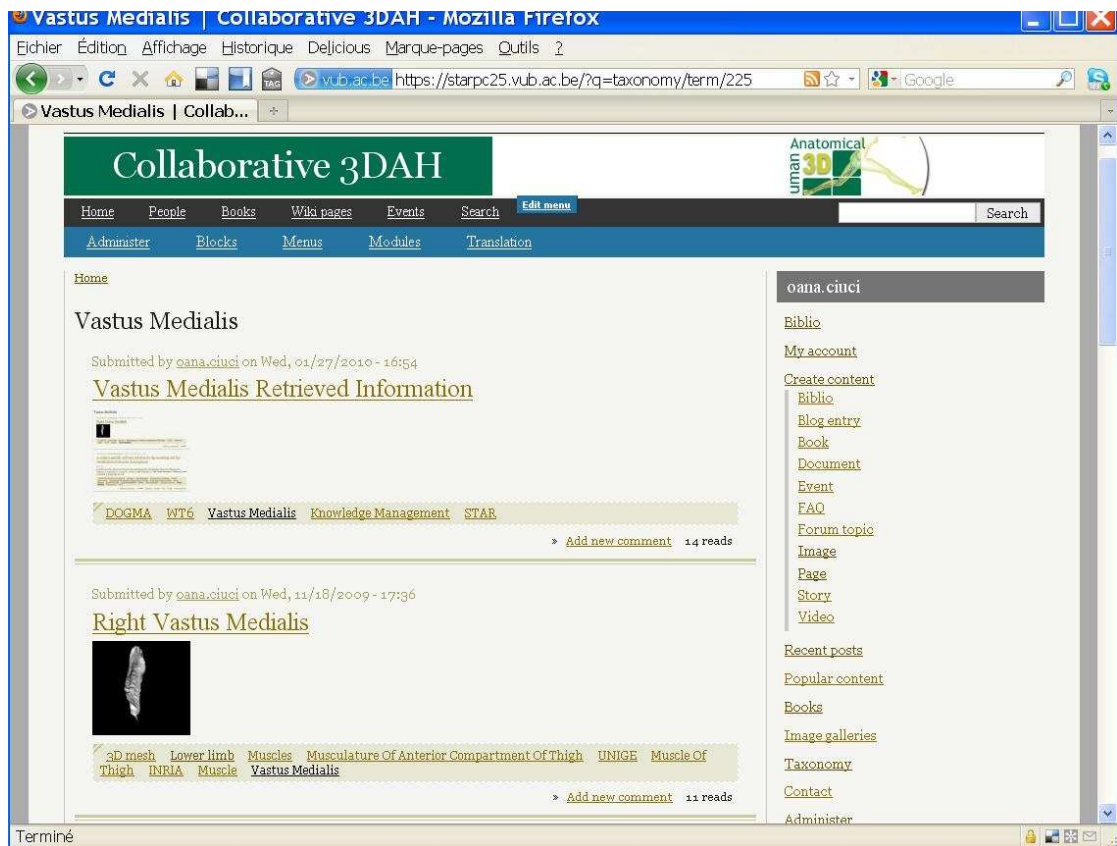 Vastus Medialis | Collaborative 3DAH - Mozilla Firefox
Eichier Édition Affichage Historique Delicious Marque-pages Outils ?
TAG vub.ac.be https://starpc25.vub.ac.be/?q=taxonomy/term/225 Google
Vastus Medialis | Collab...
Collaborative 3DAH
Anatomical
3D
uman
Home People Books Wiki pages Events Search Edit menu Search
Administer Blocks Menus Modules Translation
Home
oana.ciuci
Vastus Medialis
Submitted by oana.ciuci on Wed, 01/27/2010 - 16:54
Vastus Medialis Retrieved Information
DOGMA WT6 Vastus Medialis Knowledge Management STAR
» Add new comment 14 reads
Submitted by oana.ciuci on Wed, 11/18/2009 - 17:36
Right Vastus Medialis
3D mesh Lower limb Muscles Musculature Of Anterior Compartment Of Thigh UNIGE Muscle Of
Thigh INRIA Muscle Vastus Medialis
» Add new comment 11 reads
Biblio
My account
Create content
Biblio
Blog entry
Book
Document
Event
FAQ
Forum topic
Image
Page
Story
Video
Recent posts
Popular content
Books
Image galleries
Taxonomy
Contact
Administer
Terminé